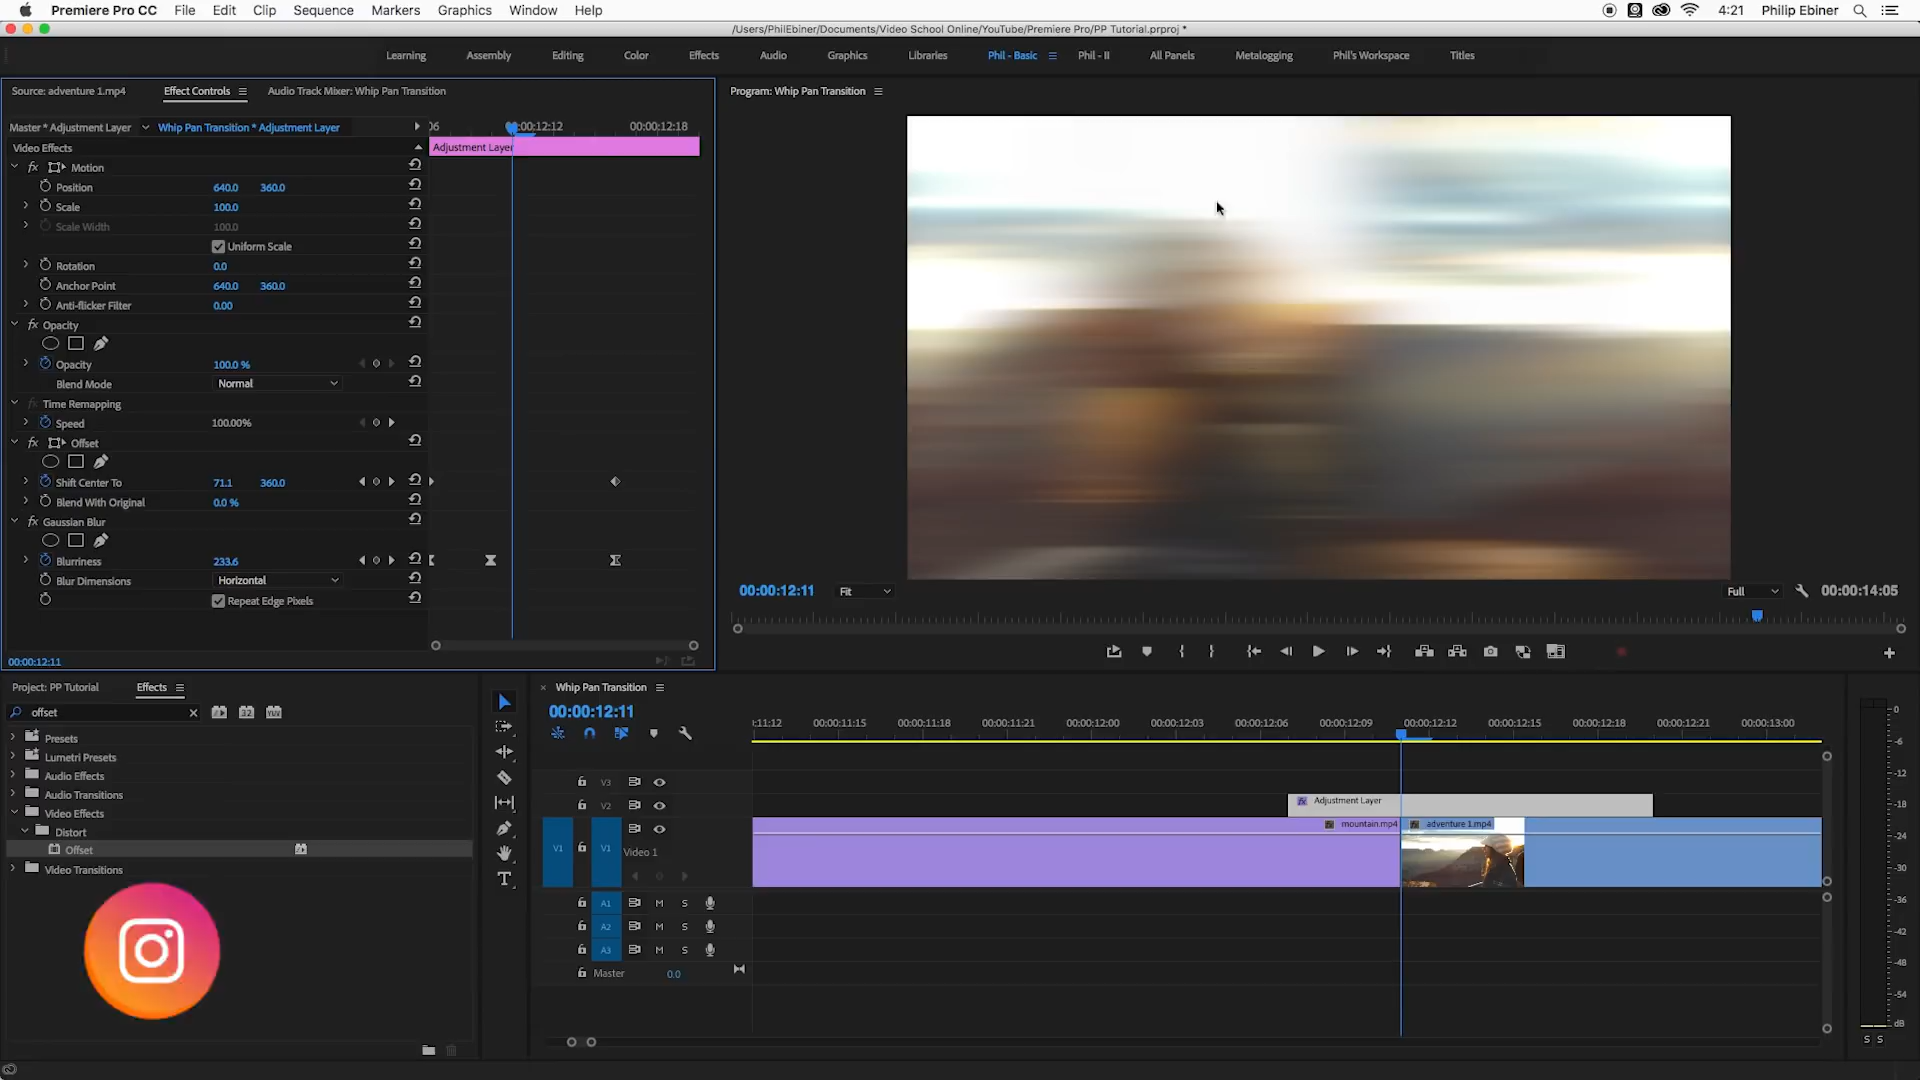 Premiere Pro CC File Edit Clip Sequence Markers Graphics Window Help 4:21 Philip Ebiner
/Users/PhilEbiner/Documents/Video School Online/YouTube/Premiere Pro/PP Tutorial.prproj *
Learning Assembly Editing Color Effects Audio Graphics Libraries Phil - Basic Phil - II All Panels Metalogging Phil's Workspace Titles
Source: adventure 1.mp4 Effect Controls Audio Track Mixer: Whip Pan Transition
Program: Whip Pan Transition
Master * Adjustment Layer Whip Pan Transition * Adjustment Layer
00:00:12:18
Video Effects
Adjustment Layer
fx Motion
Position 640.0 360.0
Scale 100.0
Scale Width 100.0
Uniform Scale
Rotation 0.0
Anchor Point 640.0 360.0
Anti-flicker Filter 0.00
fx Opacity
Opacity 100.0 %
Blend Mode Normal
fx Time Remapping
Speed 100.00%
fx Offset
Shift Center To 71.1 360.0
Blend With Original 0.0 %
fx Gaussian Blur
Blurriness 233.6
Blur Dimensions Horizontal
Repeat Edge Pixels
00:00:12:11
00:00:12:11 Fit Full 00:00:14:05
Project: PP Tutorial Effects
offset
32 YUV
Presets
Lumetri Presets
Audio Effects
Audio Transitions
Video Effects
Distort
Offset
Video Transitions
Whip Pan Transition
00:00:12:11
:11:12 00:00:11:15 00:00:11:18 00:00:11:21 00:00:12:00 00:00:12:03 00:00:12:06 00:00:12:09 00:00:12:12 00:00:12:15 00:00:12:18 00:00:12:21 00:00:13:00
V3
V2
fx Adjustment Layer
mountain.mp4 adventure 1.mp4
V1 V1 Video 1
A1 M S
A2 M S
A3 M S
Master 0.0
0
-6
-12
-18
-24
-30
-36
-42
-48
-54
dB
S S